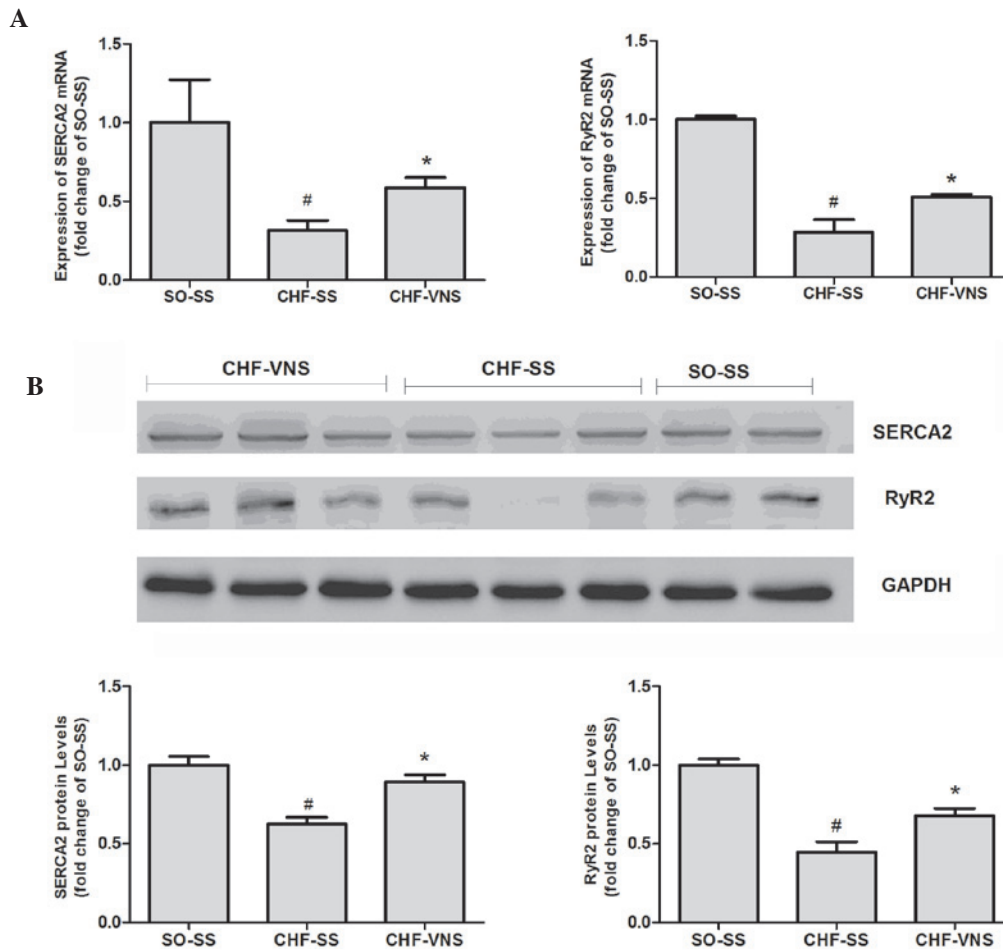 A
Expression of SERCA2 mRNA
(fold change of SO-SS)
1.5
1.0
0.5
0.0
#
*
SO-SS
CHF-SS
CHF-VNS
Expression of RyR2 mRNA
(fold change of SO-SS)
1.5
1.0
0.5
0.0
#
*
SO-SS
CHF-SS
CHF-VNS
B
CHF-VNS
CHF-SS
SO-SS
SERCA2
RyR2
GAPDH
SERCA2 protein Levels
(fold change of SO-SS)
1.5
1.0
0.5
0.0
#
*
SO-SS
CHF-SS
CHF-VNS
RyR2 protein Levels
(fold change of SO-SS)
1.5
1.0
0.5
0.0
#
*
SO-SS
CHF-SS
CHF-VNS